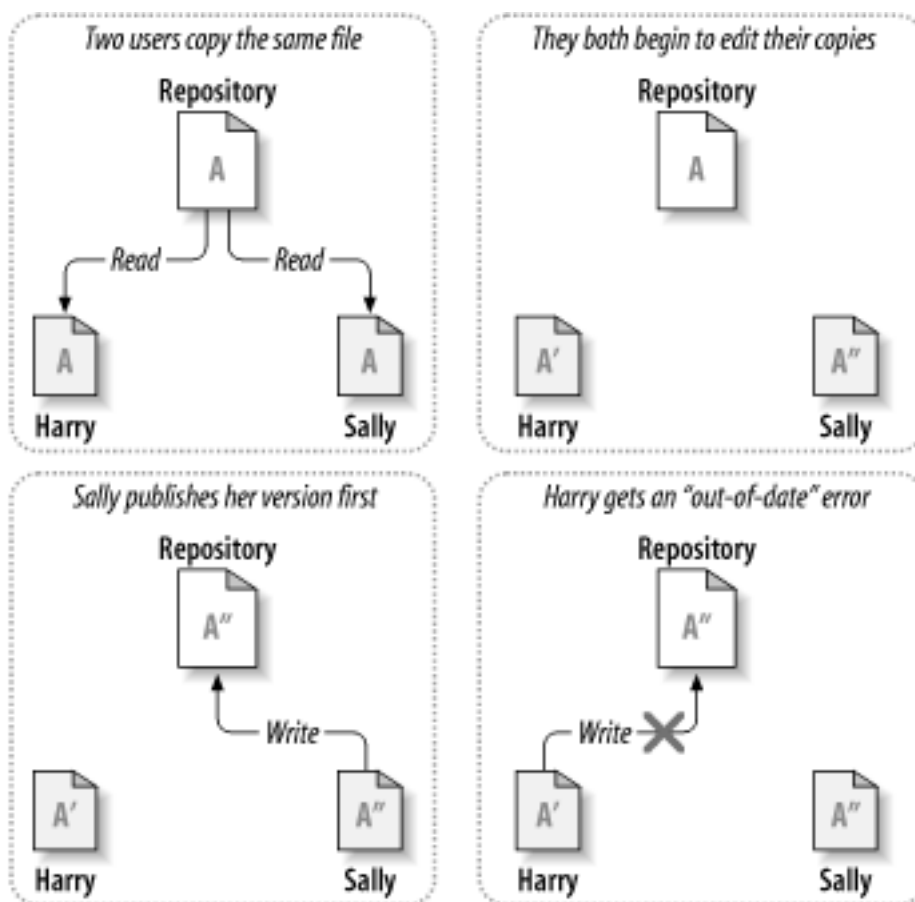 Two users copy the same file
Repository
A
Read
Read
A
A
Harry
Sally
They both begin to edit their copies
Repository
A
A′
A″
Harry
Sally
Sally publishes her version first
Repository
A″
Write
A′
A″
Harry
Sally
Harry gets an “out-of-date” error
Repository
A″
Write
A′
A″
Harry
Sally